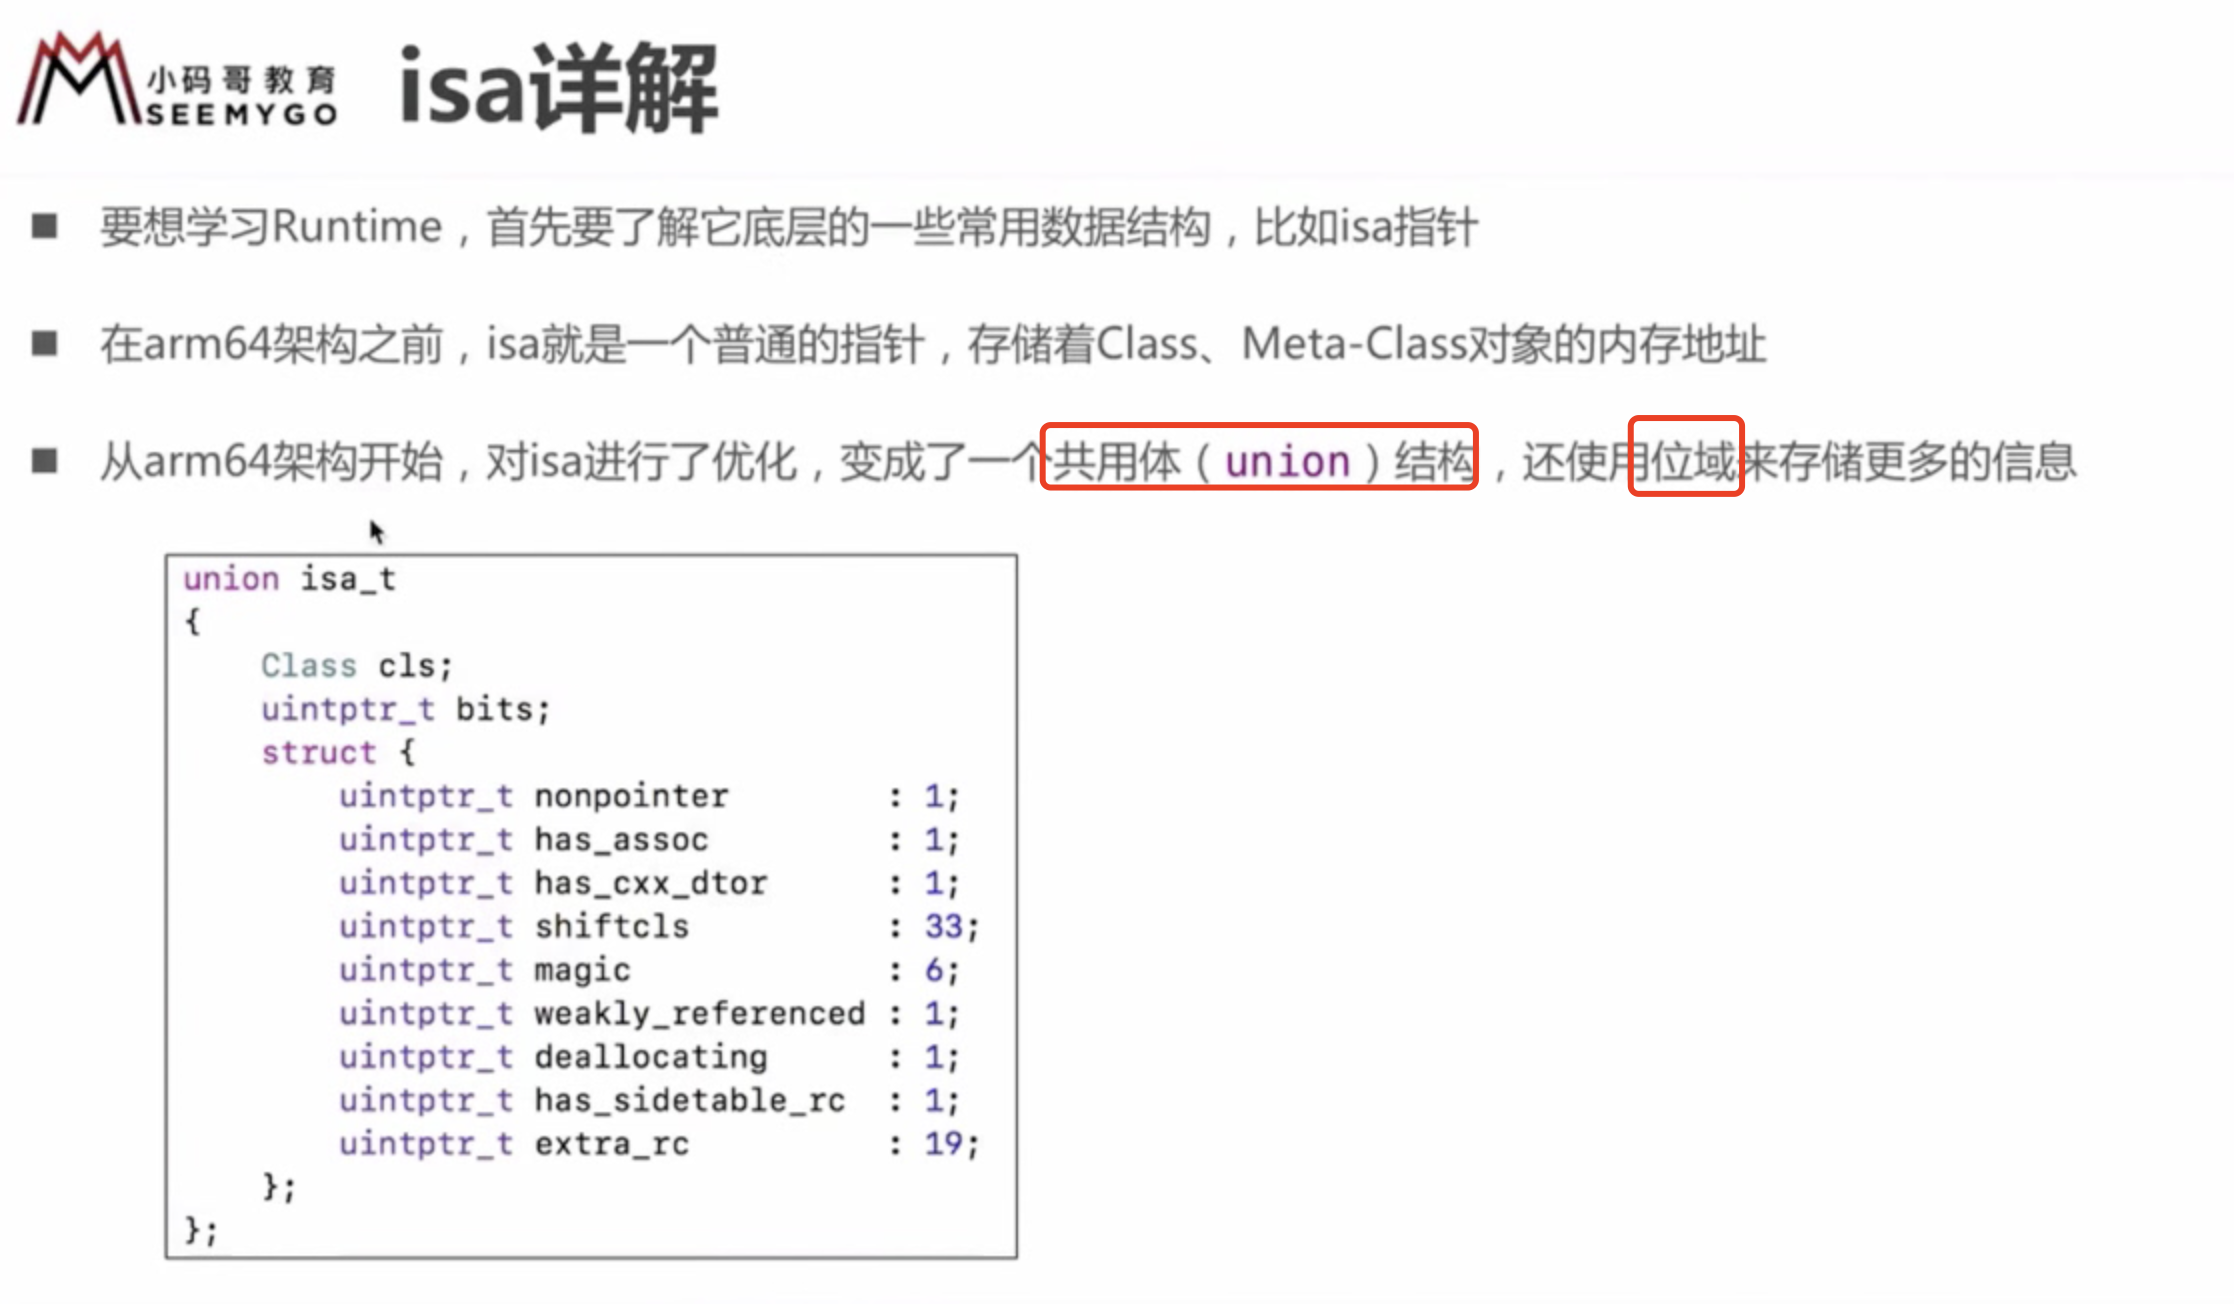 小码哥教育
SEEMYGO
isa详解
■ 要想学习Runtime，首先要了解它底层的一些常用数据结构，比如isa指针
■ 在arm64架构之前，isa就是一个普通的指针，存储着Class、Meta-Class对象的内存地址
■ 从arm64架构开始，对isa进行了优化，变成了一个共用体（union）结构，还使用位域来存储更多的信息
union isa_t
{
    Class cls;
    uintptr_t bits;
    struct {
        uintptr_t nonpointer        : 1;
        uintptr_t has_assoc         : 1;
        uintptr_t has_cxx_dtor      : 1;
        uintptr_t shiftcls          : 33;
        uintptr_t magic             : 6;
        uintptr_t weakly_referenced : 1;
        uintptr_t deallocating      : 1;
        uintptr_t has_sidetable_rc  : 1;
        uintptr_t extra_rc          : 19;
    };
};